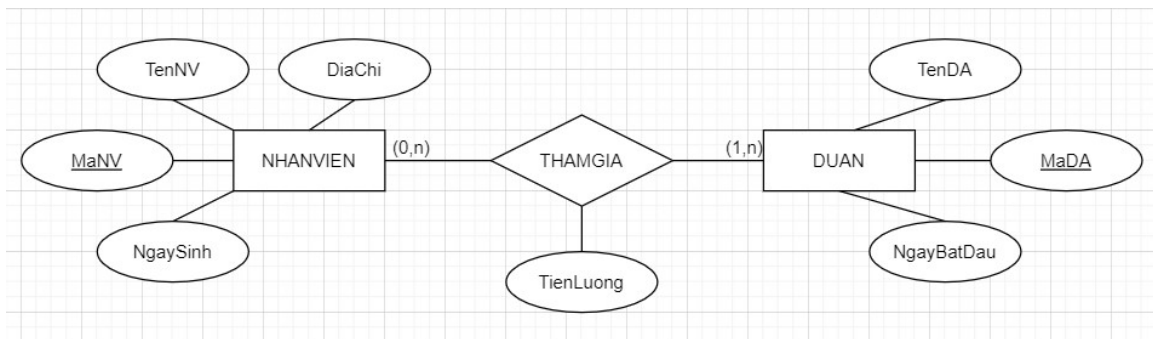 TenNV
DiaChi
TenDA
MaNV
NHANVIEN
(0,n)
THAMGIA
(1,n)
DUAN
MaDA
NgaySinh
TienLuong
NgayBatDau